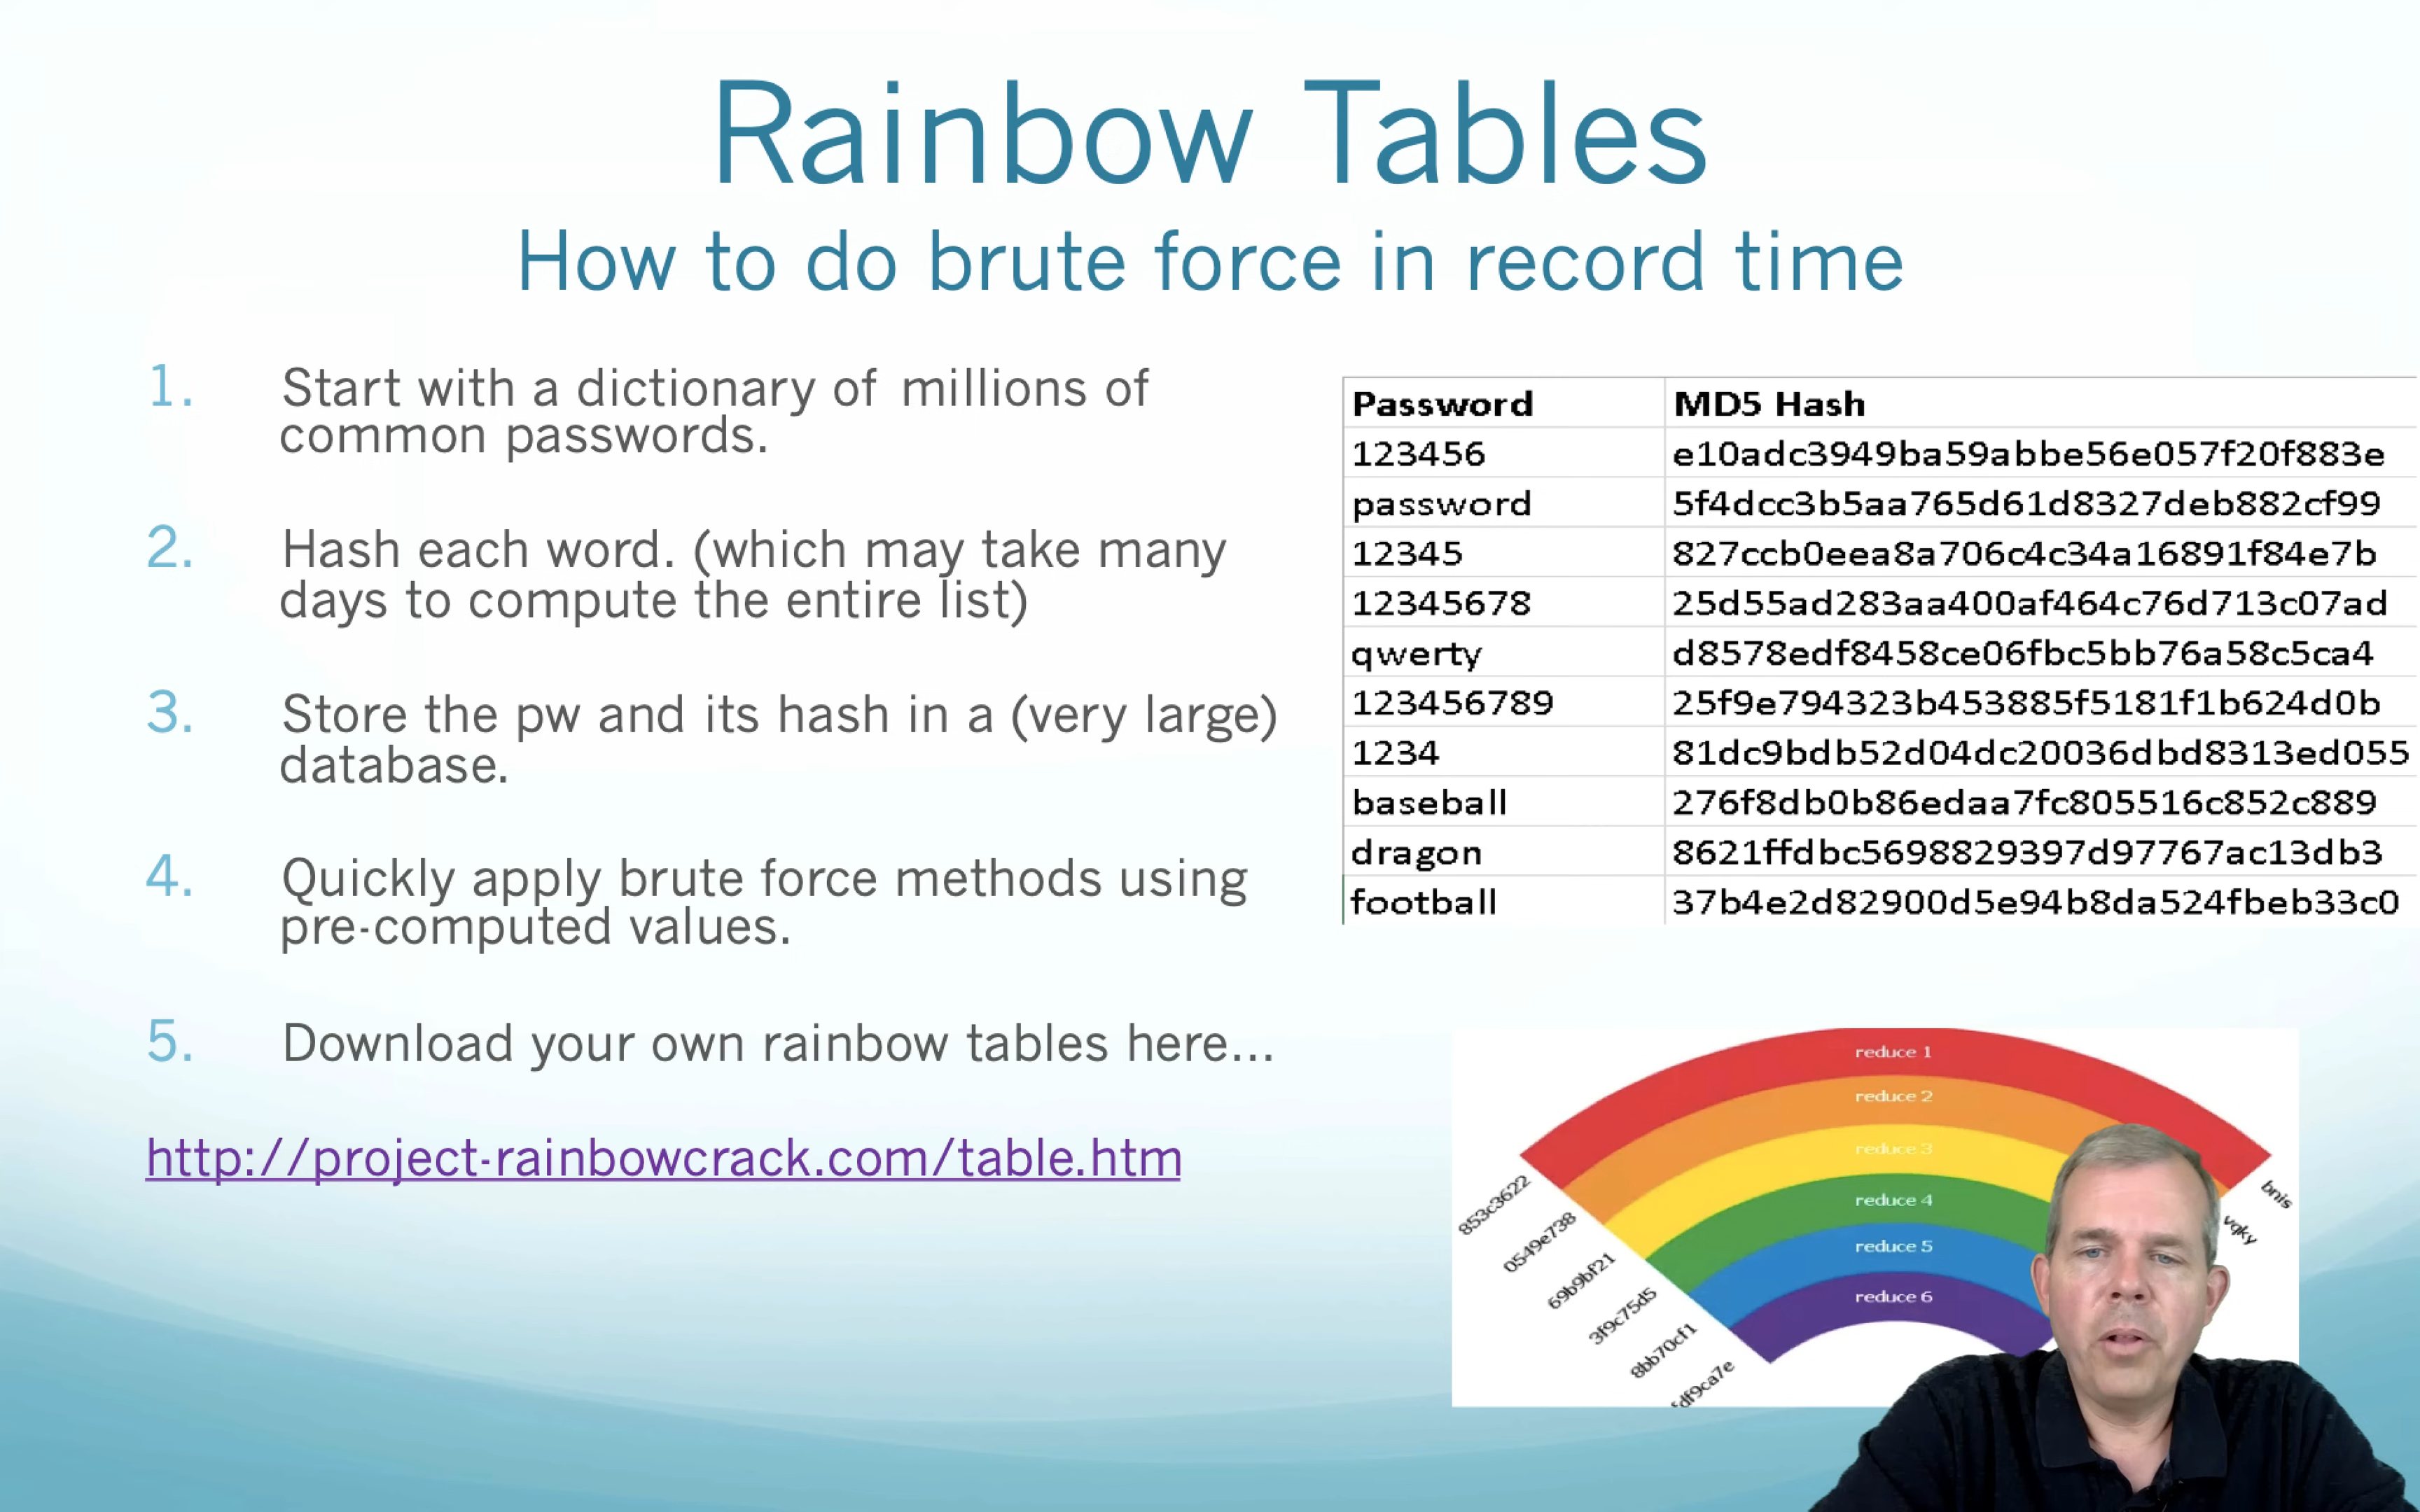 Rainbow Tables
How to do brute force in record time
1. Start with a dictionary of millions of
common passwords.
2. Hash each word. (which may take many
days to compute the entire list)
3. Store the pw and its hash in a (very large)
database.
4. Quickly apply brute force methods using
pre-computed values.
5. Download your own rainbow tables here...
http://project-rainbowcrack.com/table.htm
Password MD5 Hash
123456 e10adc3949ba59abbe56e057f20f883e
password 5f4dcc3b5aa765d61d8327deb882cf99
12345 827ccb0eea8a706c4c34a16891f84e7b
12345678 25d55ad283aa400af464c76d713c07ad
qwerty d8578edf8458ce06fbc5bb76a58c5ca4
123456789 25f9e794323b453885f5181f1b624d0b
1234 81dc9bdb52d04dc20036dbd8313ed055
baseball 276f8db0b86edaa7fc805516c852c889
dragon 8621ffdbc5698829397d97767ac13db3
football 37b4e2d82900d5e94b8da524fbeb33c0
reduce 1
reduce 2
reduce 3
reduce 4
reduce 5
reduce 6
853c3622
0549e738
69b9bf21
3f9c75d5
8bb70cf1
bnis
vqky